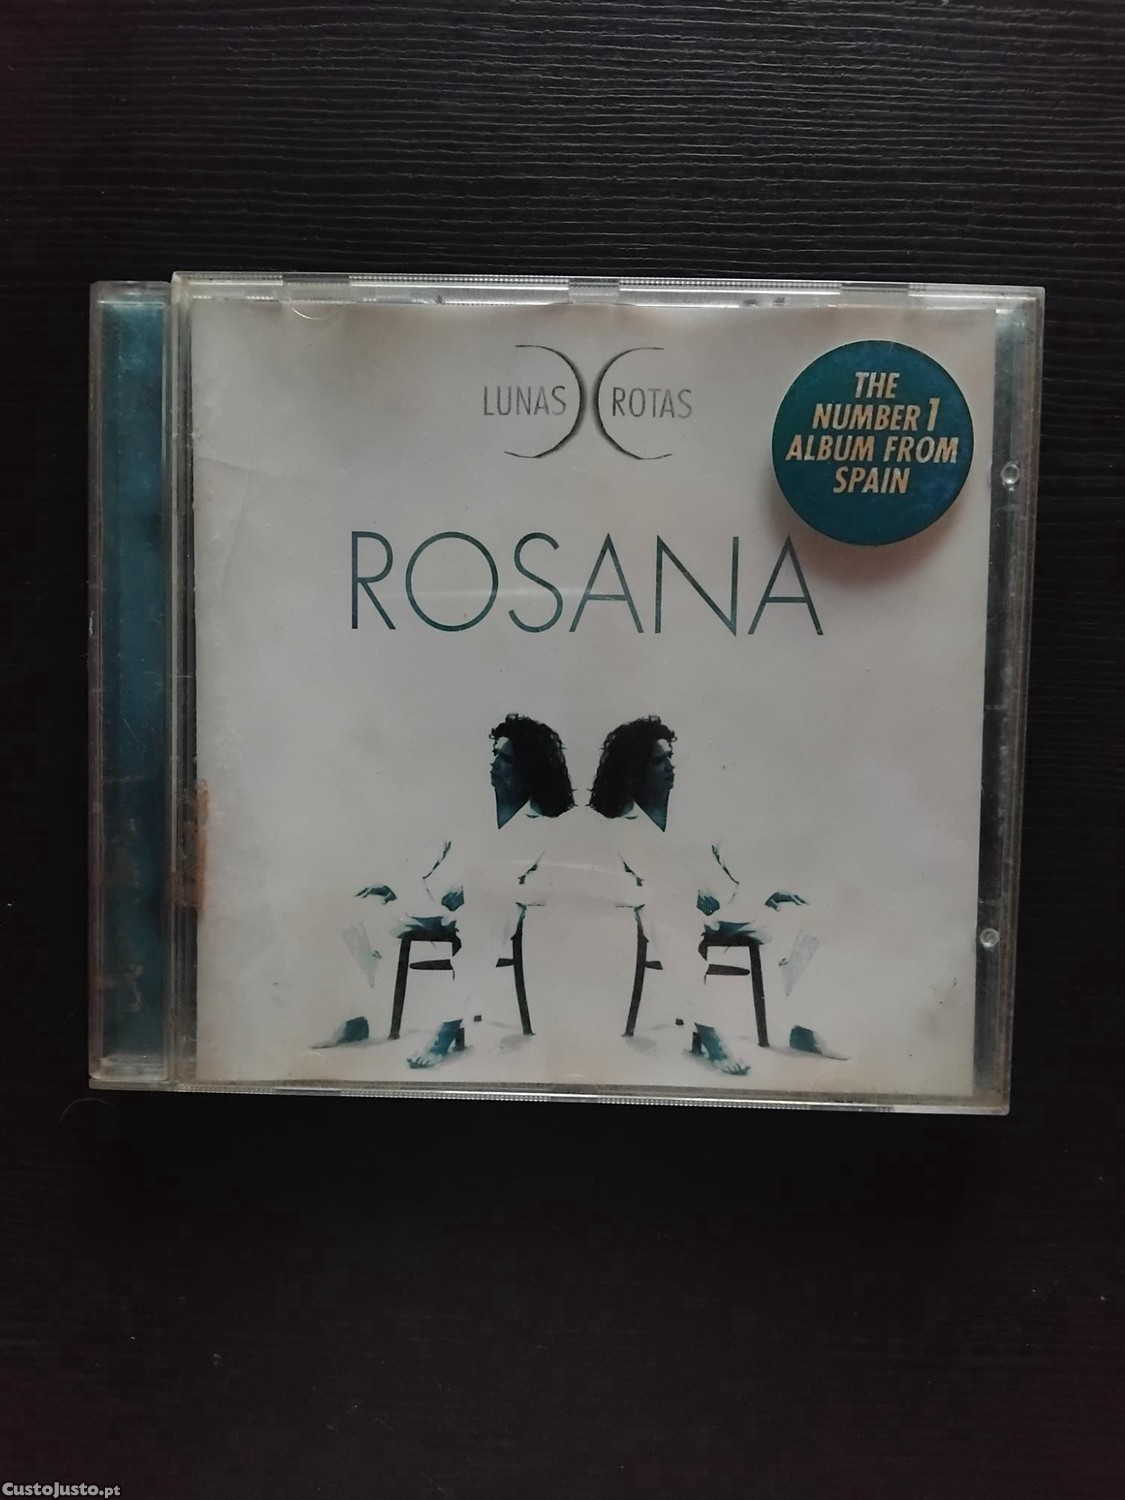 LUNAS ROTAS
THE
NUMBER 1
ALBUM FROM
SPAIN
ROSANA
CustoJusto.pt